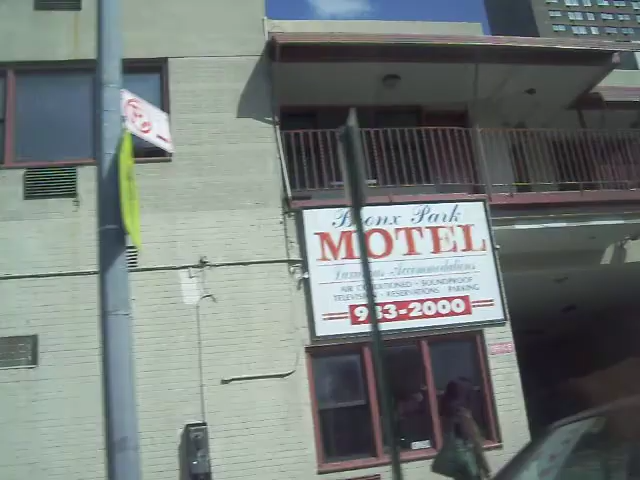 Bronx Park
MOTEL
Luxurious Accommodations
AIR CONDITIONED · SOUNDPROOF
TELEVISION · RESERVATIONS PARKING
933-2000